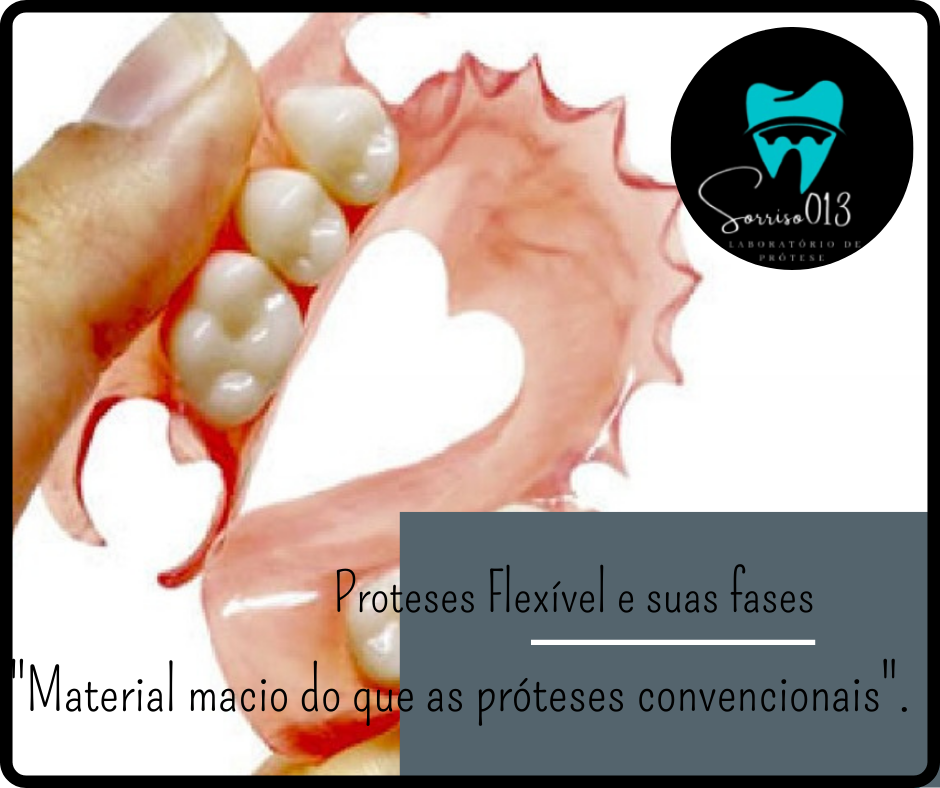 Sorriso013
LABORATÓRIO DE
PRÓTESE
Proteses Flexível e suas fases
"Material macio do que as próteses convencionais".